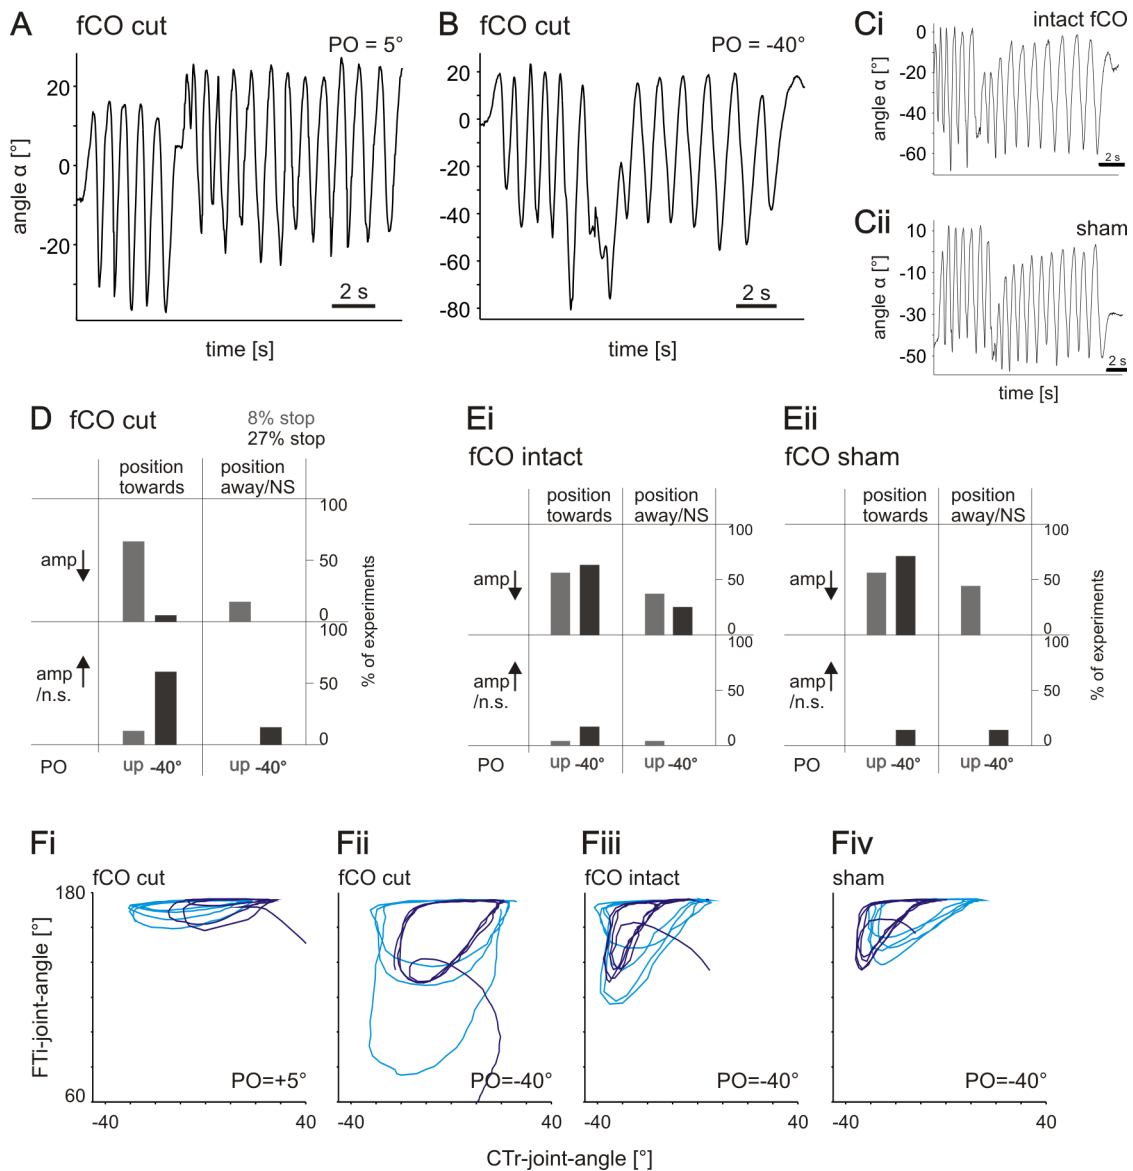 A
fCO cut
PO = 5°
20
0
-20
angle α [°]
2 s
time [s]
B
fCO cut
PO = -40°
20
0
-20
-40
-60
-80
2 s
time [s]
Ci
intact fCO
0
-20
-40
-60
angle α [°]
2 s
Cii
sham
10
-10
-30
-50
angle α [°]
2 s
time [s]
D
fCO cut
8% stop
27% stop
position
towards
position
away/NS
amp
amp
/n.s.
100
50
0
100
50
0
% of experiments
PO
up -40°
up -40°
Ei
fCO intact
position
towards
position
away/NS
amp
amp
/n.s.
100
50
0
100
50
0
PO
up -40°
up -40°
Eii
fCO sham
position
towards
position
away/NS
amp
amp
/n.s.
100
50
0
100
50
0
% of experiments
PO
up -40°
up -40°
Fi
fCO cut
180
60
FTi-joint-angle [°]
PO=+5°
-40
40
Fii
fCO cut
PO=-40°
-40
40
Fiii
fCO intact
PO=-40°
-40
40
Fiv
sham
PO=-40°
-40
40
CTr-joint-angle [°]